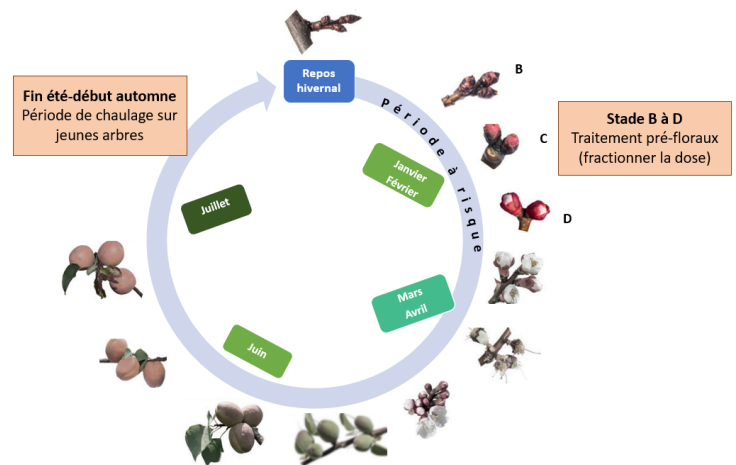 Repos
hivernal
Période à risque
B
C
D
Fin été-début automne
Période de chaulage sur
jeunes arbres
Stade B à D
Traitement pré-floraux
(fractionner la dose)
Janvier
Février
Mars
Avril
Juin
Juillet